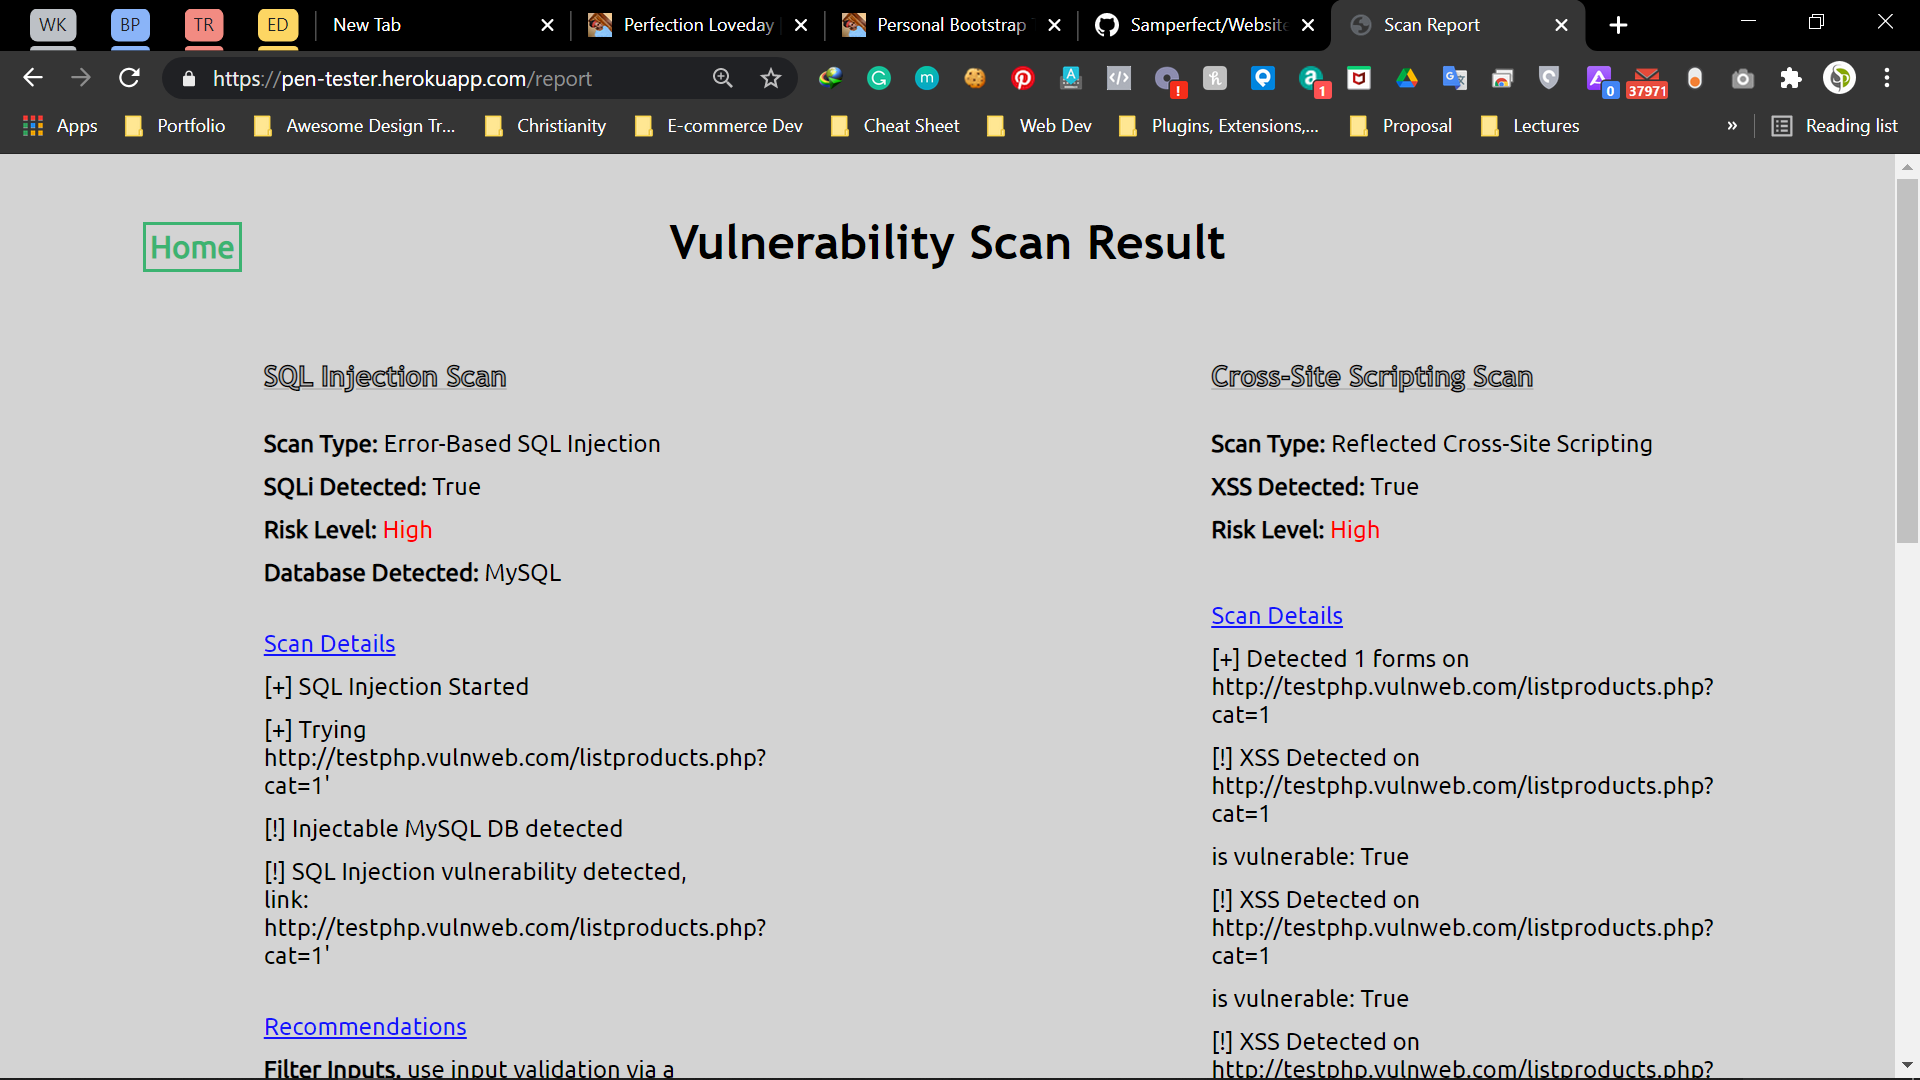 WK BP TR ED New Tab Perfection Loveday Personal Bootstrap Samperfect/Website Scan Report
https://pen-tester.herokuapp.com/report 1 0 37971
Apps Portfolio Awesome Design Tr... Christianity E-commerce Dev Cheat Sheet Web Dev Plugins, Extensions,... Proposal Lectures » Reading list
Home
Vulnerability Scan Result
SQL Injection Scan
Scan Type: Error-Based SQL Injection
SQLi Detected: True
Risk Level: High
Database Detected: MySQL
Scan Details
[+] SQL Injection Started
[+] Trying
http://testphp.vulnweb.com/listproducts.php?
cat=1'
[!] Injectable MySQL DB detected
[!] SQL Injection vulnerability detected,
link:
http://testphp.vulnweb.com/listproducts.php?
cat=1'
Recommendations
Filter Inputs, use input validation via a
Cross-Site Scripting Scan
Scan Type: Reflected Cross-Site Scripting
XSS Detected: True
Risk Level: High
Scan Details
[+] Detected 1 forms on
http://testphp.vulnweb.com/listproducts.php?
cat=1
[!] XSS Detected on
http://testphp.vulnweb.com/listproducts.php?
cat=1
is vulnerable: True
[!] XSS Detected on
http://testphp.vulnweb.com/listproducts.php?
cat=1
is vulnerable: True
[!] XSS Detected on
http://testphp.vulnweb.com/listproducts.php?